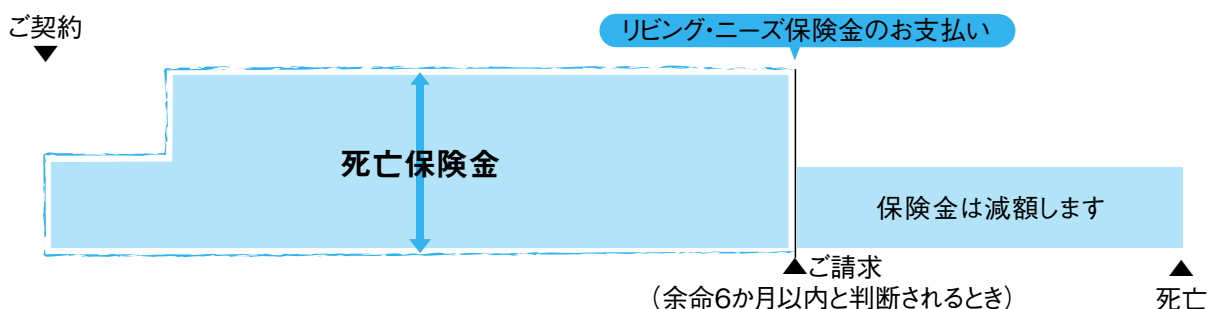 ご契約
▼
リビング・ニーズ保険金のお支払い
死亡保険金
保険金は減額します
▲ご請求
（余命6か月以内と判断されるとき）
▲
死亡